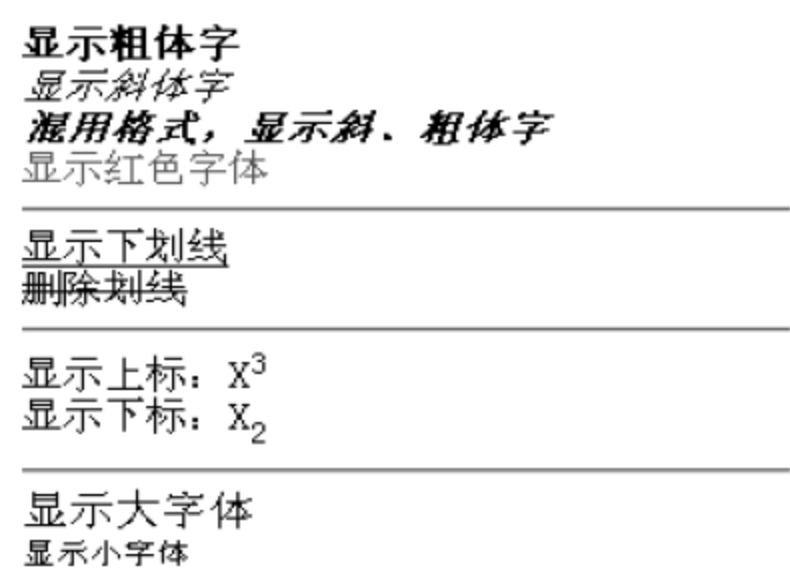 显示粗体字
显示斜体字
混用格式，显示斜、粗体字
显示红色字体
显示下划线
删除划线
显示上标：X³
显示下标：X₂
显示大字体
显示小字体